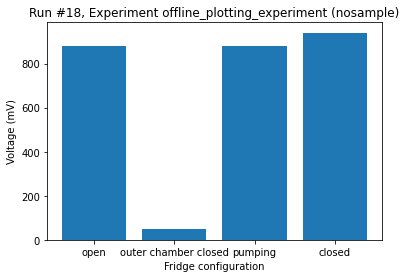 Run #18, Experiment offline_plotting_experiment (nosample)
Voltage (mV)
800
600
400
200
0
open outer chamber closed pumping closed
Fridge configuration